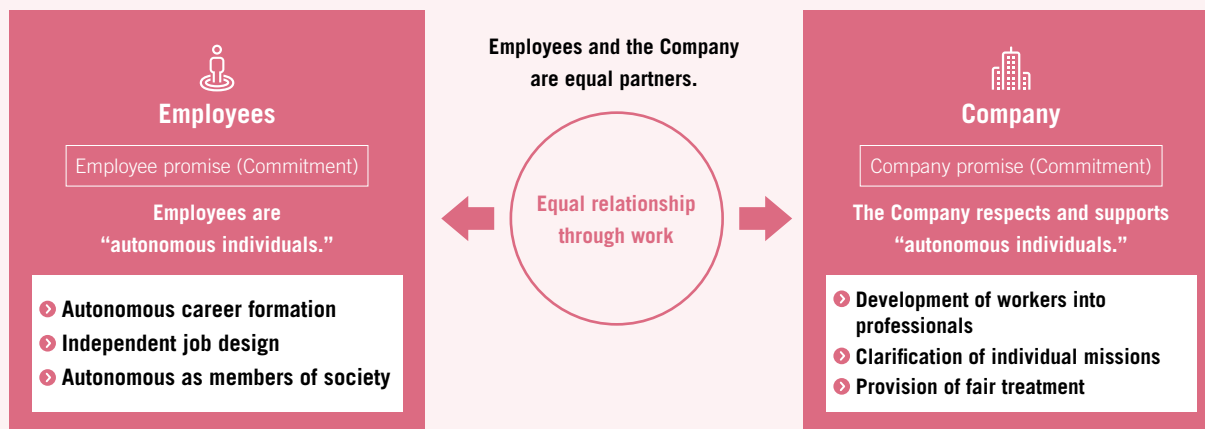 Employees
Employee promise (Commitment)
Employees are
“autonomous individuals.”
Autonomous career formation
Independent job design
Autonomous as members of society
Employees and the Company
are equal partners.
Equal relationship
through work
Company
Company promise (Commitment)
The Company respects and supports
“autonomous individuals.”
Development of workers into
professionals
Clarification of individual missions
Provision of fair treatment